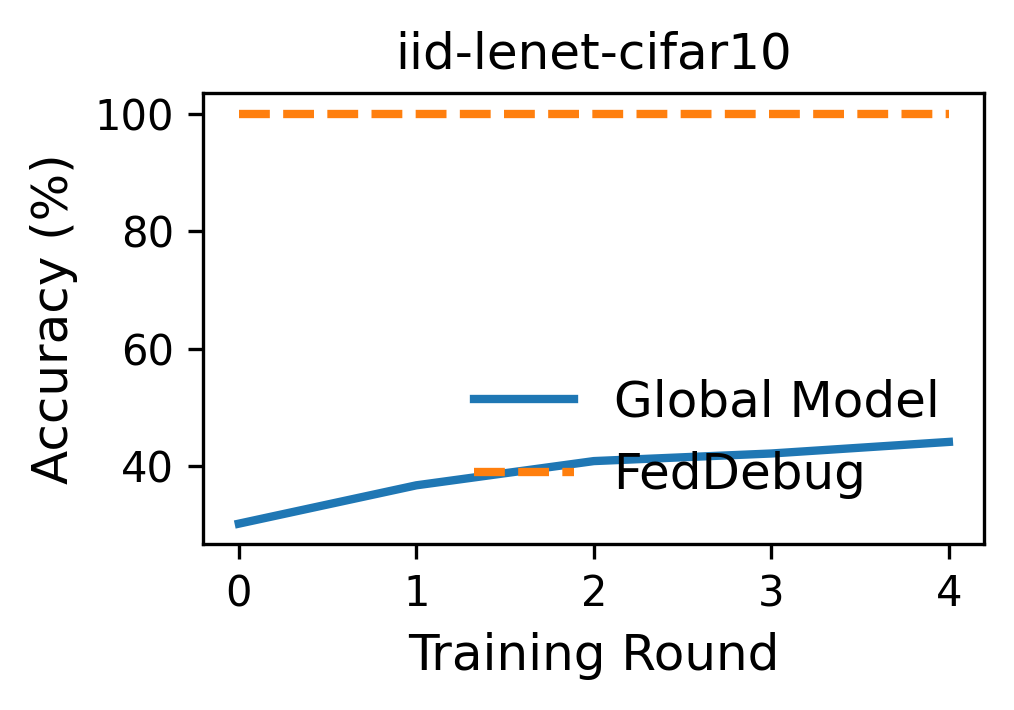 iid-lenet-cifar10
Accuracy (%)
100
80
60
40
Global Model
FedDebug
0 1 2 3 4
Training Round